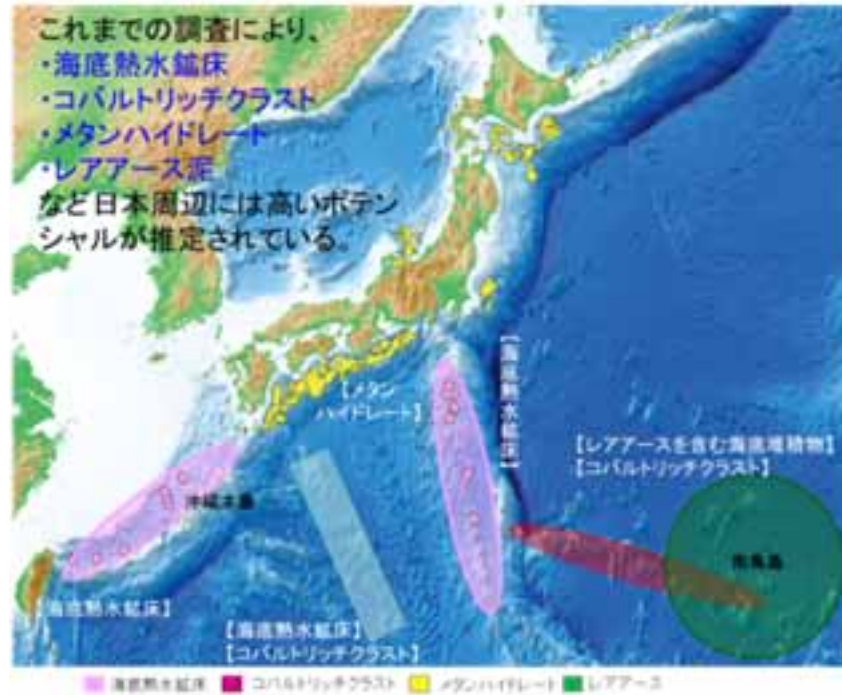 これまでの調査により、
・海底熱水鉱床
・コバルトリッチクラスト
・メタンハイドレート
・レアアース泥
など日本周辺には高いポテン
シャルが推定されている。
【メタン
ハイドレート】
【海底熱水鉱床】
【レアアースを含む海底堆積物】
【コバルトリッチクラスト】
沖縄本島
南鳥島
【海底熱水鉱床】
【海底熱水鉱床】
【コバルトリッチクラスト】
海底熱水鉱床 コバルトリッチクラスト メタンハイドレート レアアース